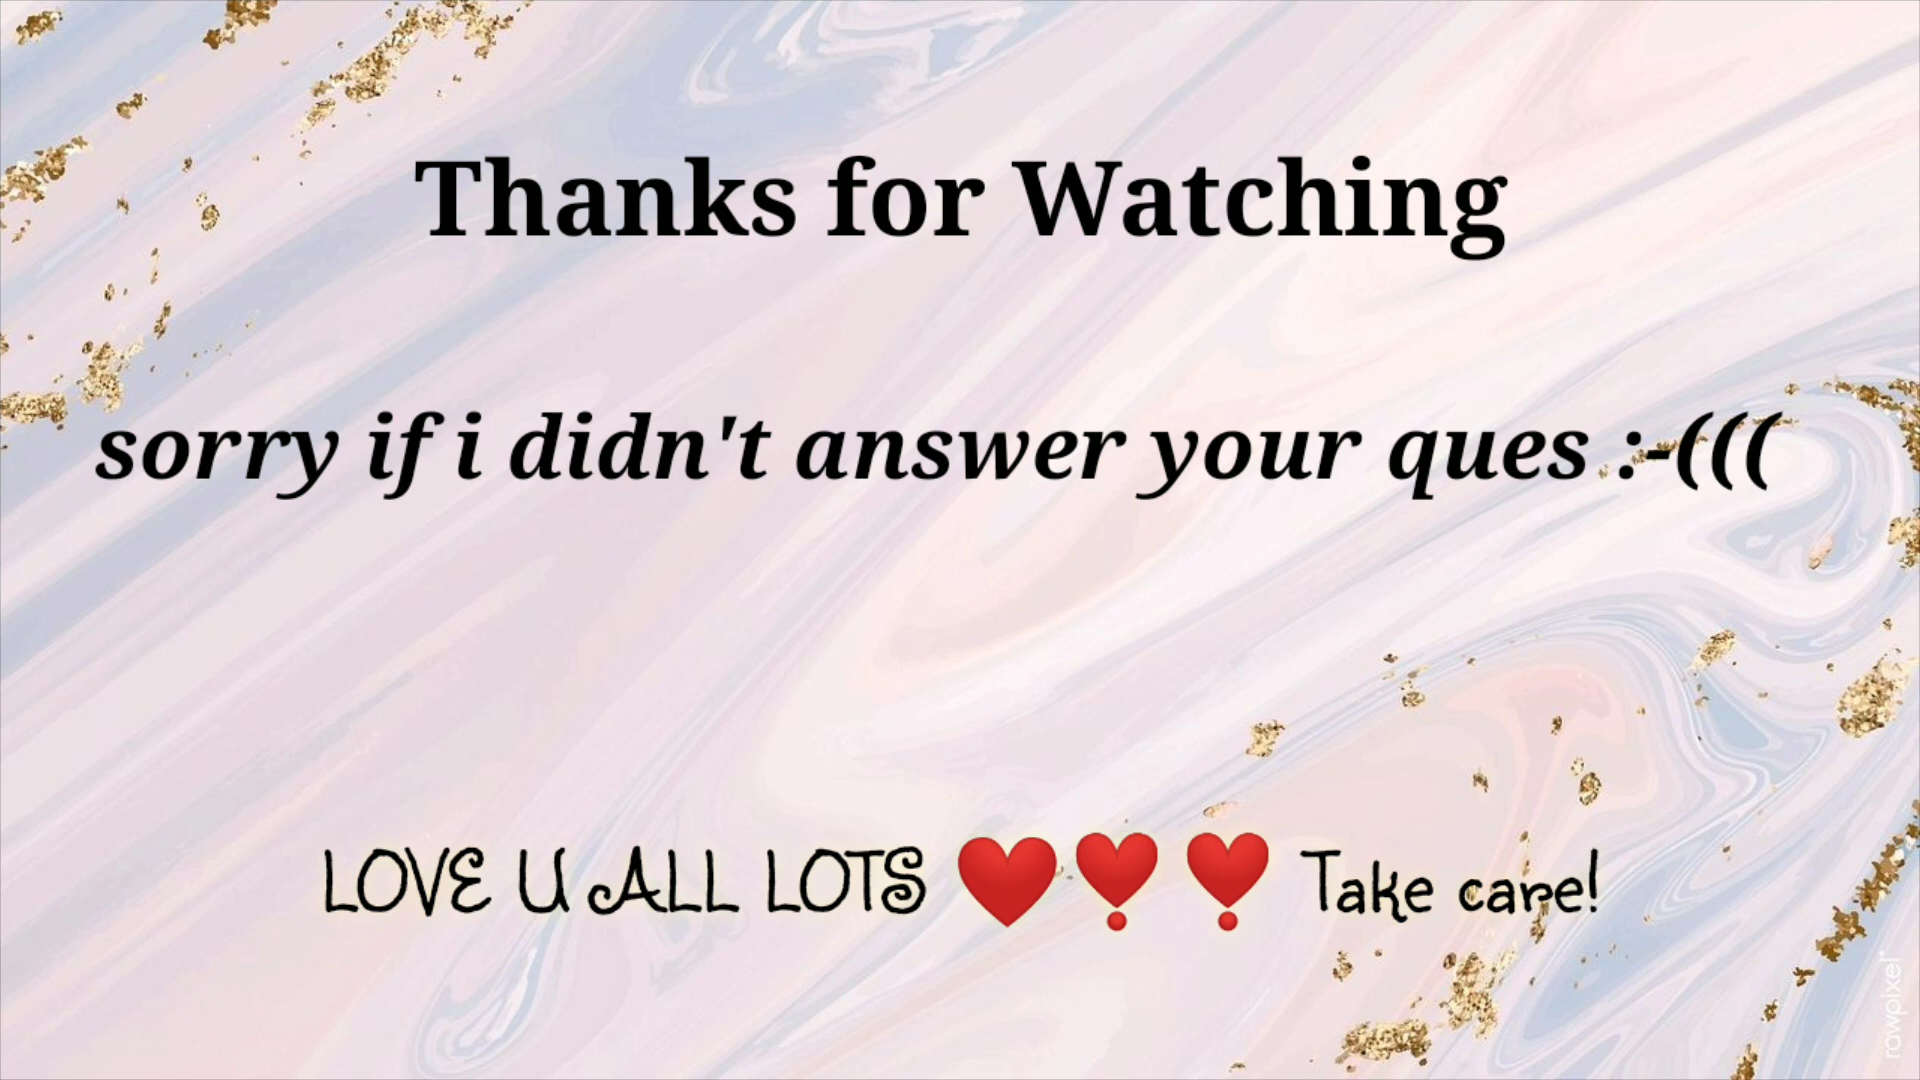 Thanks for Watching
sorry if i didn't answer your ques :-(((
LOVE U ALL LOTS ❤️❣️❣️ Take care!
rawpixel